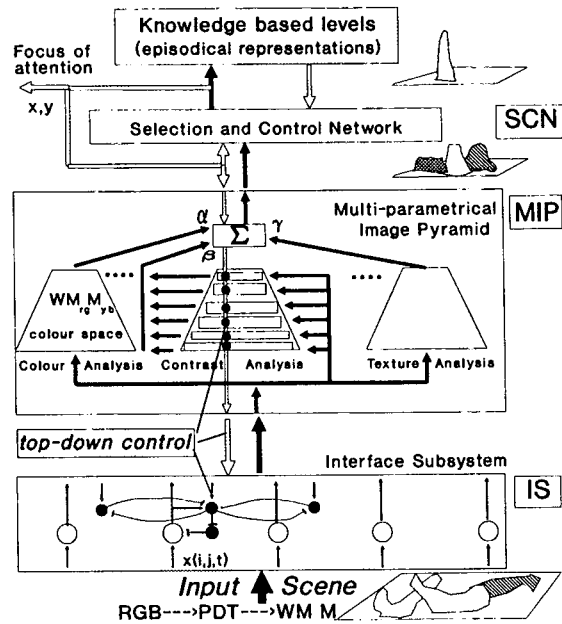 Knowledge based levels
(episodical representations)
Focus of
attention
x,y
Selection and Control Network
SCN
MIP
Multi-parametrical
Image Pyramid
α
Σ
γ
β
WM rg M yb
colour space
Colour Analysis
Contrast Analysis
Texture Analysis
top-down control
Interface Subsystem
IS
x(i,j,t)
Input Scene
RGB--->PDT--->WM M